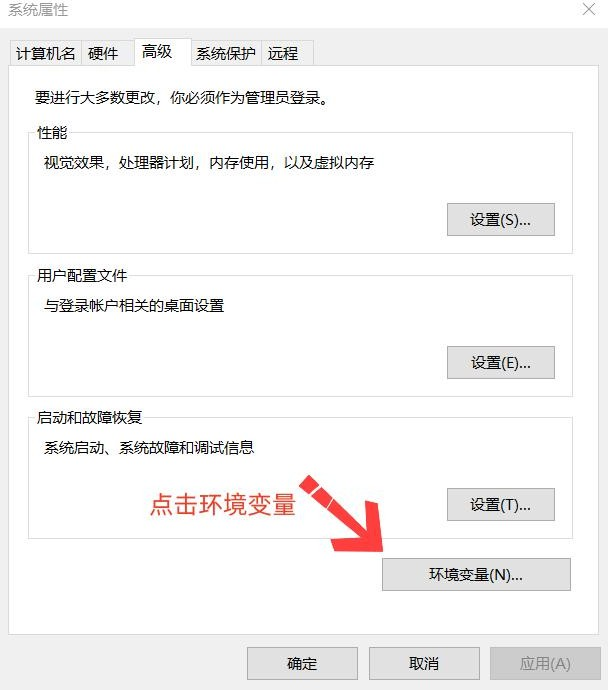 系统属性
计算机名 硬件 高级 系统保护 远程
要进行大多数更改，你必须作为管理员登录。
性能
视觉效果，处理器计划，内存使用，以及虚拟内存
设置(S)...
用户配置文件
与登录帐户相关的桌面设置
设置(E)...
启动和故障恢复
系统启动、系统故障和调试信息
设置(T)...
点击环境变量
环境变量(N)...
确定 取消 应用(A)